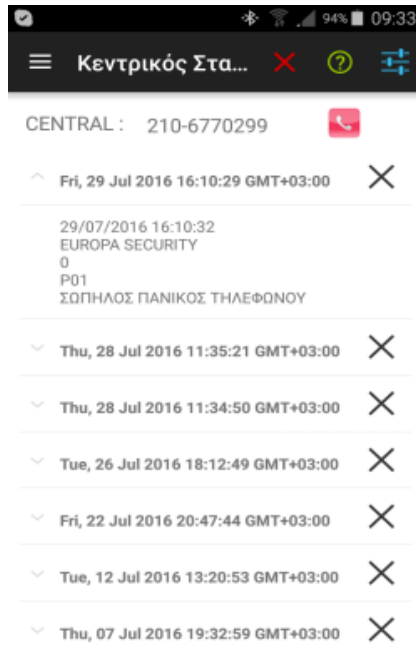 94% 09:33
Κεντρικός Στα...
CENTRAL : 210-6770299
Fri, 29 Jul 2016 16:10:29 GMT+03:00
29/07/2016 16:10:32
EUROPA SECURITY
0
P01
ΣΩΠΗΛΟΣ ΠΑΝΙΚΟΣ ΤΗΛΕΦΩΝΟΥ
Thu, 28 Jul 2016 11:35:21 GMT+03:00
Thu, 28 Jul 2016 11:34:50 GMT+03:00
Tue, 26 Jul 2016 18:12:49 GMT+03:00
Fri, 22 Jul 2016 20:47:44 GMT+03:00
Tue, 12 Jul 2016 13:20:53 GMT+03:00
Thu, 07 Jul 2016 19:32:59 GMT+03:00